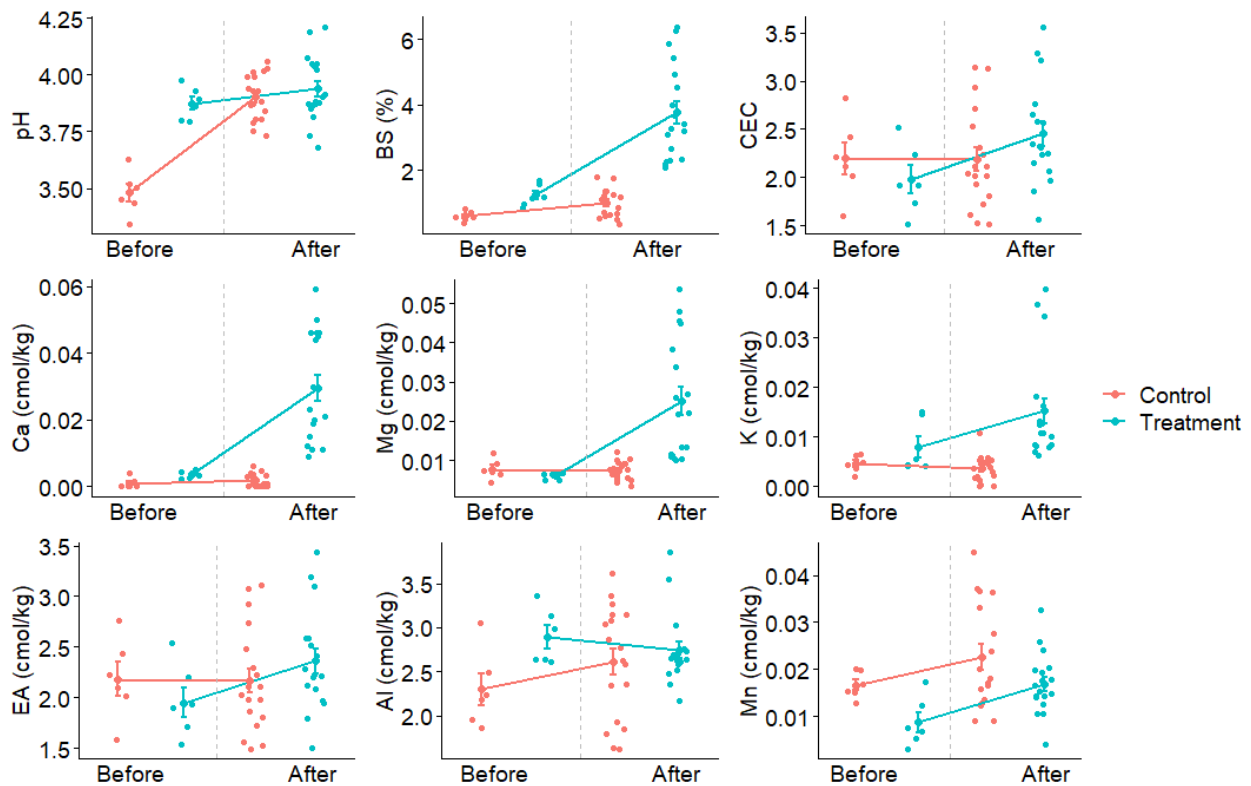 pH
4.25
4.00
3.75
3.50
Before
After
BS (%)
6
4
2
Before
After
CEC
3.5
3.0
2.5
2.0
1.5
Before
After
Ca (cmol/kg)
0.06
0.04
0.02
0.00
Before
After
Mg (cmol/kg)
0.05
0.04
0.03
0.02
0.01
Before
After
K (cmol/kg)
0.04
0.03
0.02
0.01
0.00
Before
After
Control
Treatment
EA (cmol/kg)
3.5
3.0
2.5
2.0
1.5
Before
After
Al (cmol/kg)
3.5
3.0
2.5
2.0
Before
After
Mn (cmol/kg)
0.04
0.03
0.02
0.01
Before
After